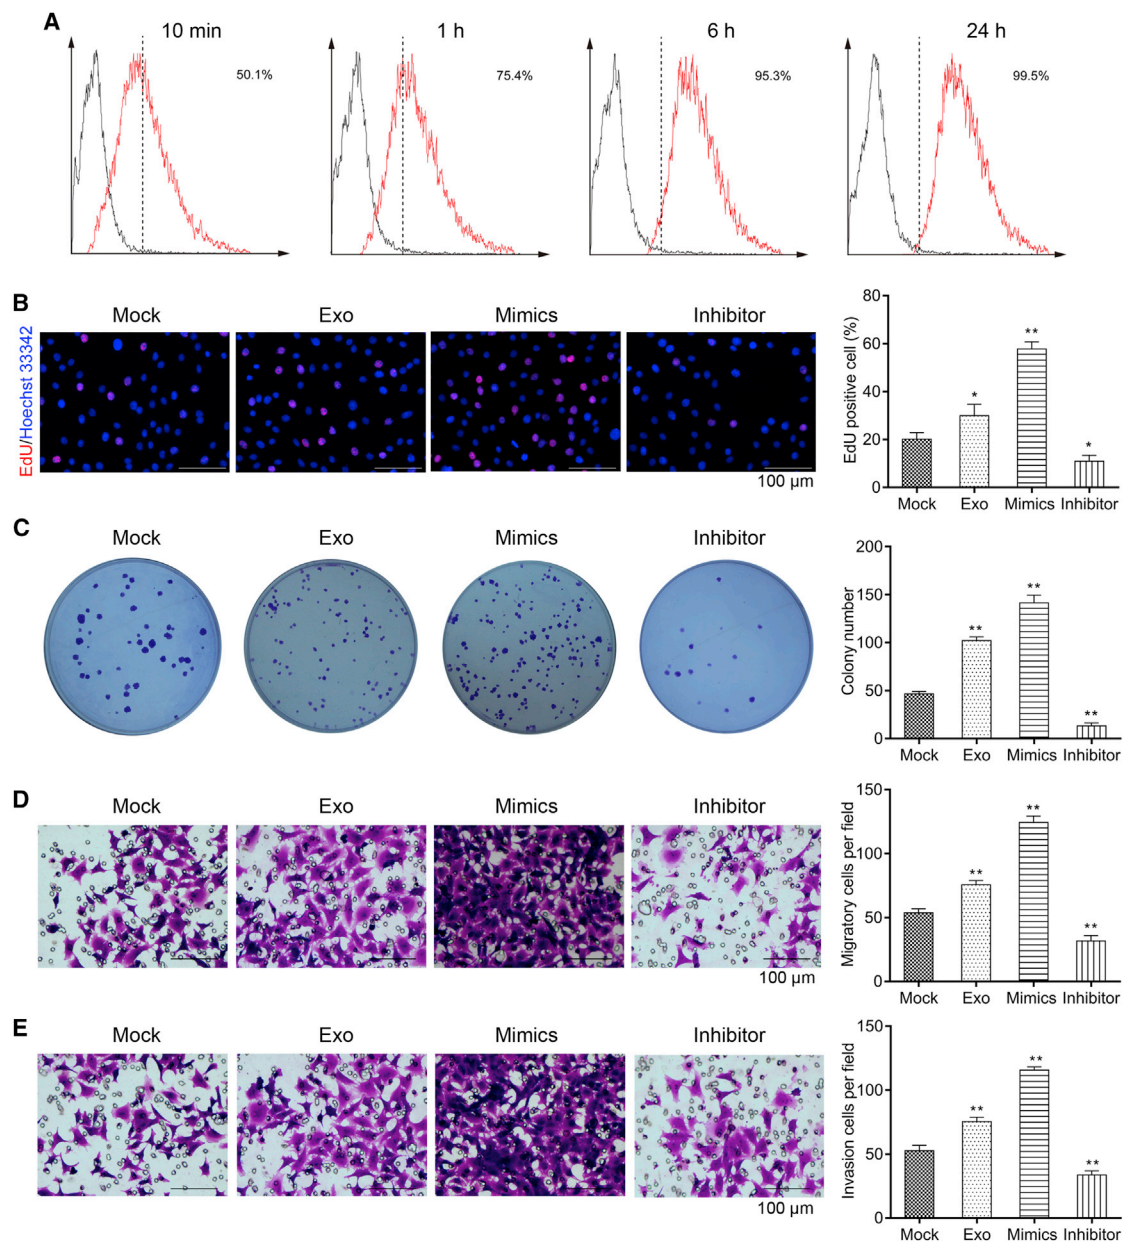 A
10 min
1 h
6 h
24 h
50.1%
75.4%
95.3%
99.5%
B
EdU/Hoechst 33342
Mock
Exo
Mimics
Inhibitor
100 µm
EdU positive cell (%)
80
60
40
20
0
*
**
*
Mock
Exo
Mimics
Inhibitor
C
Mock
Exo
Mimics
Inhibitor
Colony number
200
150
100
50
0
**
**
**
Mock
Exo
Mimics
Inhibitor
D
Mock
Exo
Mimics
Inhibitor
100 µm
Migratory cells per field
150
100
50
0
**
**
**
Mock
Exo
Mimics
Inhibitor
E
Mock
Exo
Mimics
Inhibitor
100 µm
Invasion cells per field
150
100
50
0
**
**
**
Mock
Exo
Mimics
Inhibitor